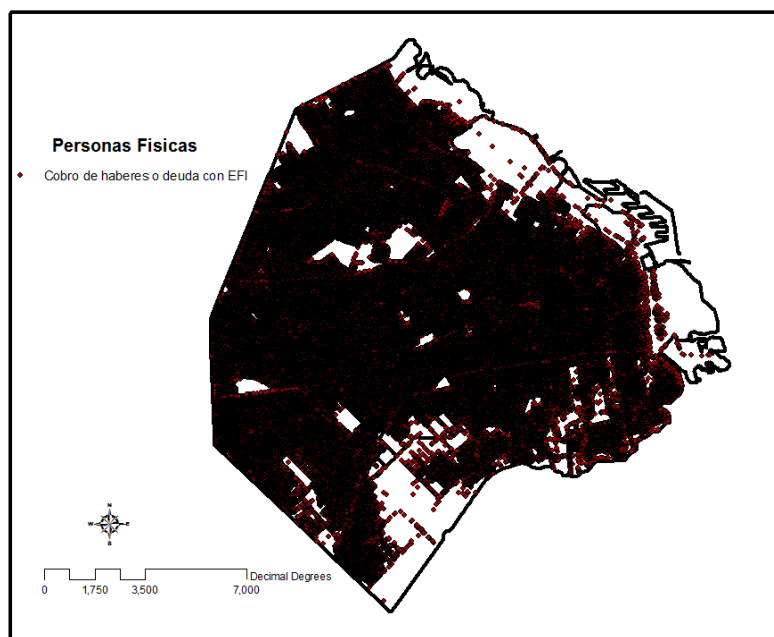 Personas Fisicas
Cobro de haberes o deuda con EFI
N
W E
S
Decimal Degrees
0 1,750 3,500 7,000